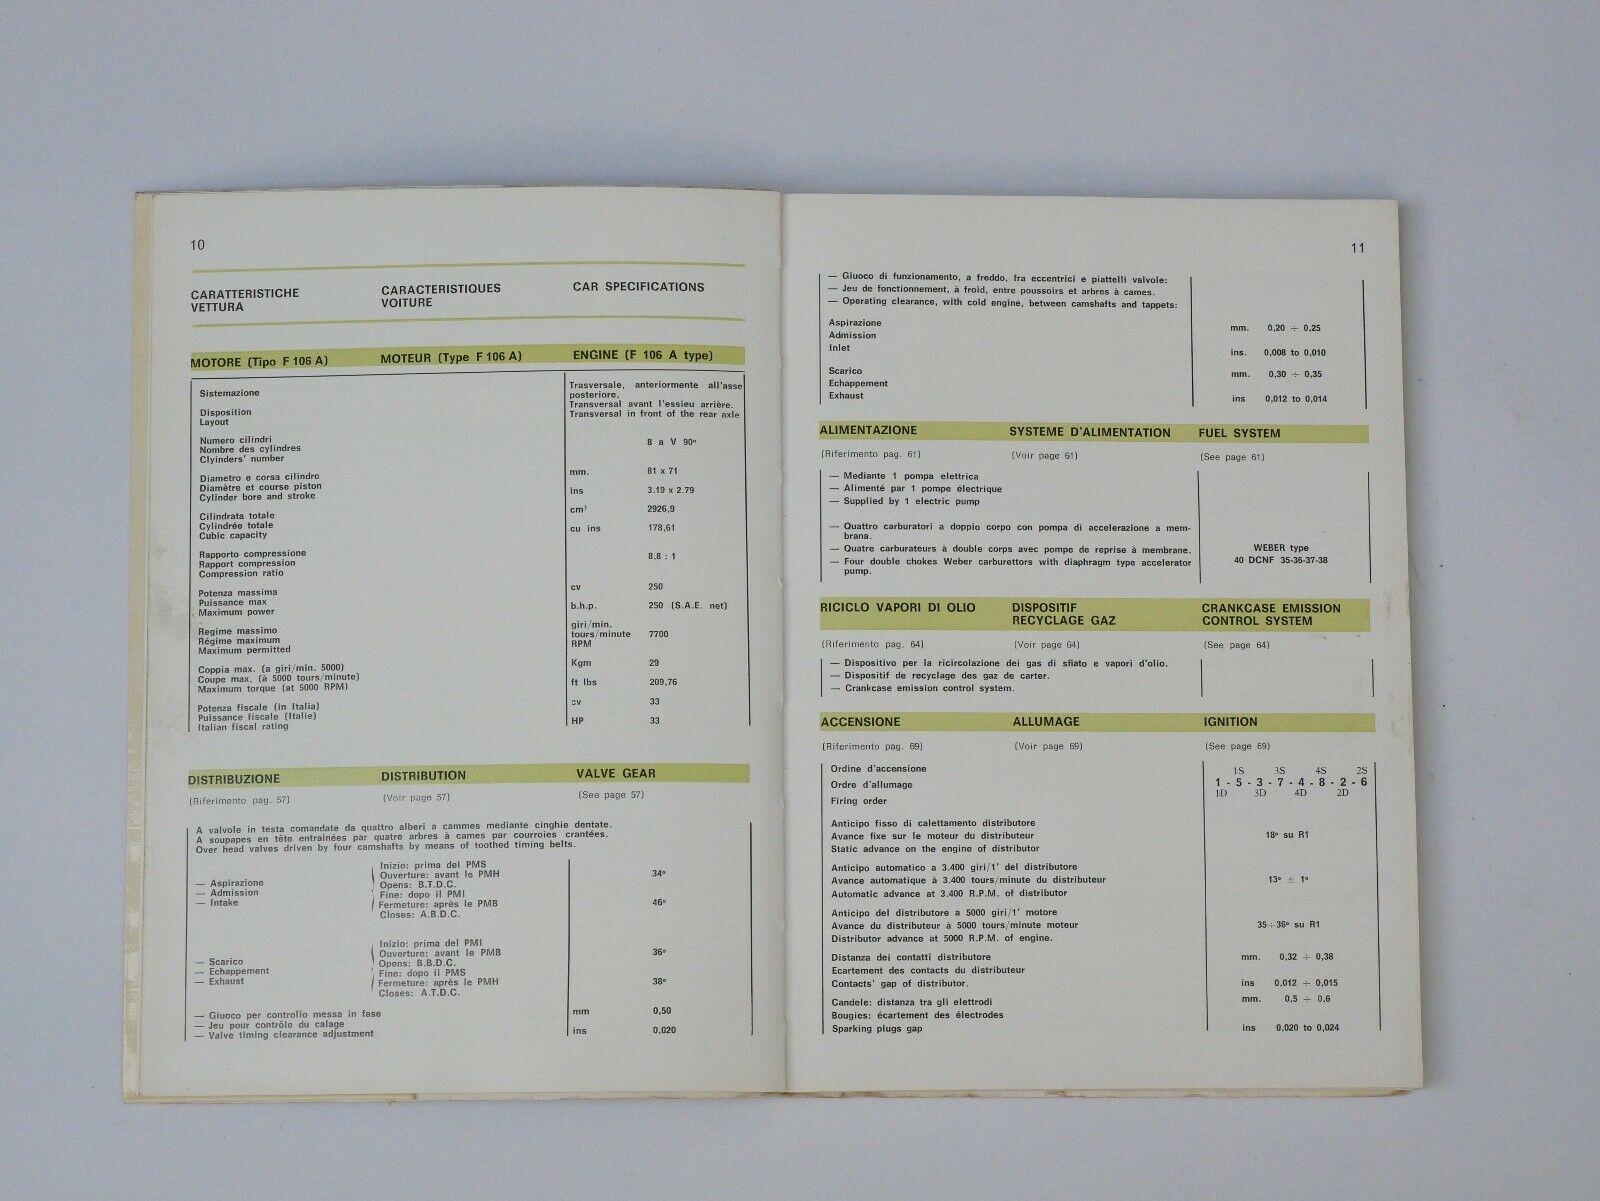 10
CARATTERISTICHE VETTURA
CARACTERISTIQUES VOITURE
CAR SPECIFICATIONS
MOTORE (Tipo F 106 A) MOTEUR (Type F 106 A) ENGINE (F 106 A type)
Sistemazione
Disposition
Layout
Trasversale, anteriormente all'asse
posteriore.
Transversal avant l'essieu arrière.
Transversal in front of the rear axle
Numero cilindri
Nombre des cylindres
Clyinders' number
8 a V 90º
Diametro e corsa cilindro
Diamètre et course piston
Cylinder bore and stroke
mm. 81 x 71
ins 3.19 x 2.79
Cilindrata totale
Cylindrée totale
Cubic capacity
cm³ 2926,9
cu ins 178,61
Rapporto compressione
Rapport compression
Compression ratio
8,8 : 1
Potenza massima
Puissance max
Maximum power
cv 250
b.h.p. 250 (S.A.E. net)
Regime massimo
Régime maximum
Maximum permitted
giri/min.
tours/minute 7700
RPM
Coppia max. (a giri/min. 5000)
Coupe max. (à 5000 tours/minute)
Maximum torque (at 5000 RPM)
Kgm 29
ft lbs 209,76
Potenza fiscale (in Italia)
Puissance fiscale (Italie)
Italian fiscal rating
cv 33
HP 33
DISTRIBUZIONE DISTRIBUTION VALVE GEAR
(Riferimento pag. 57) (Voir page 57) (See page 57)
A valvole in testa comandate da quattro alberi a cammes mediante cinghie dentate.
A soupapes en tête entrainées par quatre arbres à cames par courroies crantées.
Over head valves driven by four camshafts by means of toothed timing belts.
— Aspirazione
— Admission
— Intake
Inizio: prima del PMS
Ouverture: avant le PMH
Opens: B.T.D.C.
34º
Fine: dopo il PMI
Fermeture: après le PMB
Closes: A.B.D.C.
46º
— Scarico
— Echappement
— Exhaust
Inizio: prima del PMI
Ouverture: avant le PMB
Opens: B.B.D.C.
36º
Fine: dopo il PMS
Fermeture: après le PMH
Closes: A.T.D.C.
38º
— Giuoco per controllo messa in fase
— Jeu pour contrôle du calage
— Valve timing clearance adjustment
mm 0,50
ins 0,020
11
— Giuoco di funzionamento, a freddo, fra eccentrici e piattelli valvole:
— Jeu de fonctionnement, à froid, entre poussoirs et arbres à cames.
— Operating clearance, with cold engine, between camshafts and tappets:
Aspirazione
Admission
Inlet
mm. 0,20 ÷ 0,25
ins. 0,008 to 0,010
Scarico
Echappement
Exhaust
mm. 0,30 ÷ 0,35
ins 0,012 to 0,014
ALIMENTAZIONE SYSTEME D'ALIMENTATION FUEL SYSTEM
(Riferimento pag. 61) (Voir page 61) (See page 61)
— Mediante 1 pompa elettrica
— Alimenté par 1 pompe électrique
— Supplied by 1 electric pump
— Quattro carburatori a doppio corpo con pompa di accelerazione a mem-
brana.
— Quatre carburateurs à double corps avec pompe de reprise à membrane.
— Four double chokes Weber carburettors with diaphragm type accelerator
pump.
WEBER type
40 DCNF 35-36-37-38
RICICLO VAPORI DI OLIO
DISPOSITIF RECYCLAGE GAZ
CRANKCASE EMISSION CONTROL SYSTEM
(Riferimento pag. 64) (Voir page 64) (See page 64)
— Dispositivo per la ricircolazione dei gas di sfiato e vapori d'olio.
— Dispositif de recyclage des gaz de carter.
— Crankcase emission control system.
ACCENSIONE ALLUMAGE IGNITION
(Riferimento pag. 69) (Voir page 69) (See page 69)
Ordine d'accensione
Ordre d'allumage
Firing order
1S 3S 4S 2S
1 - 5 - 3 - 7 - 4 - 8 - 2 - 6
1D 3D 4D 2D
Anticipo fisso di calettamento distributore
Avance fixe sur le moteur du distributeur
Static advance on the engine of distributor
18º su R1
Anticipo automatico a 3.400 giri/1' del distributore
Avance automatique à 3.400 tours/minute du distributeur
Automatic advance at 3.400 R.P.M. of distributor
13º ± 1º
Anticipo del distributore a 5000 giri/1' motore
Avance du distributeur à 5000 tours/minute moteur
Distributor advance at 5000 R.P.M. of engine.
35÷36º su R1
Distanza dei contatti distributore
Ecartement des contacts du distributeur
Contacts' gap of distributor.
mm. 0,32 ÷ 0,38
ins 0,012 ÷ 0,015
Candele: distanza tra gli elettrodi
Bougies: écartement des électrodes
Sparking plugs gap
mm. 0,5 ÷ 0,6
ins 0,020 to 0,024